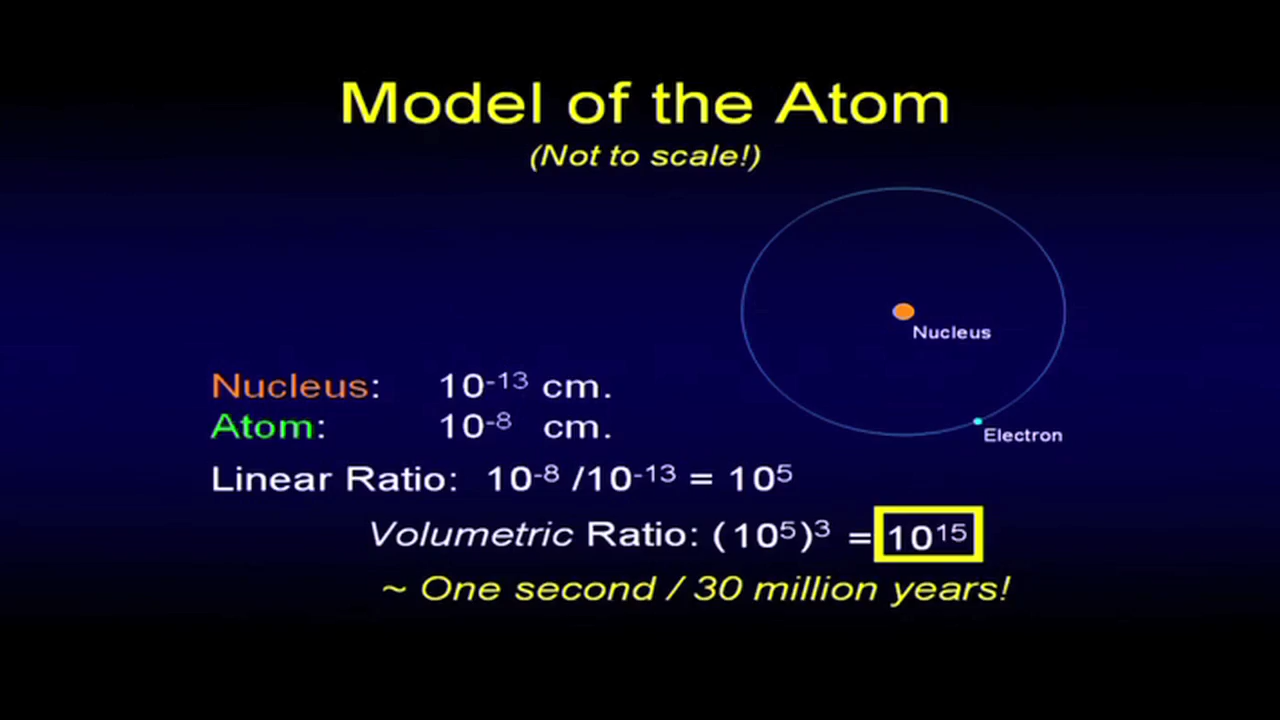 Model of the Atom
(Not to scale!)
Nucleus
Nucleus: 10⁻¹³ cm.
Atom: 10⁻⁸ cm.
Electron
Linear Ratio: 10⁻⁸ /10⁻¹³ = 10⁵
Volumetric Ratio: (10⁵)³ = 10¹⁵
~ One second / 30 million years!